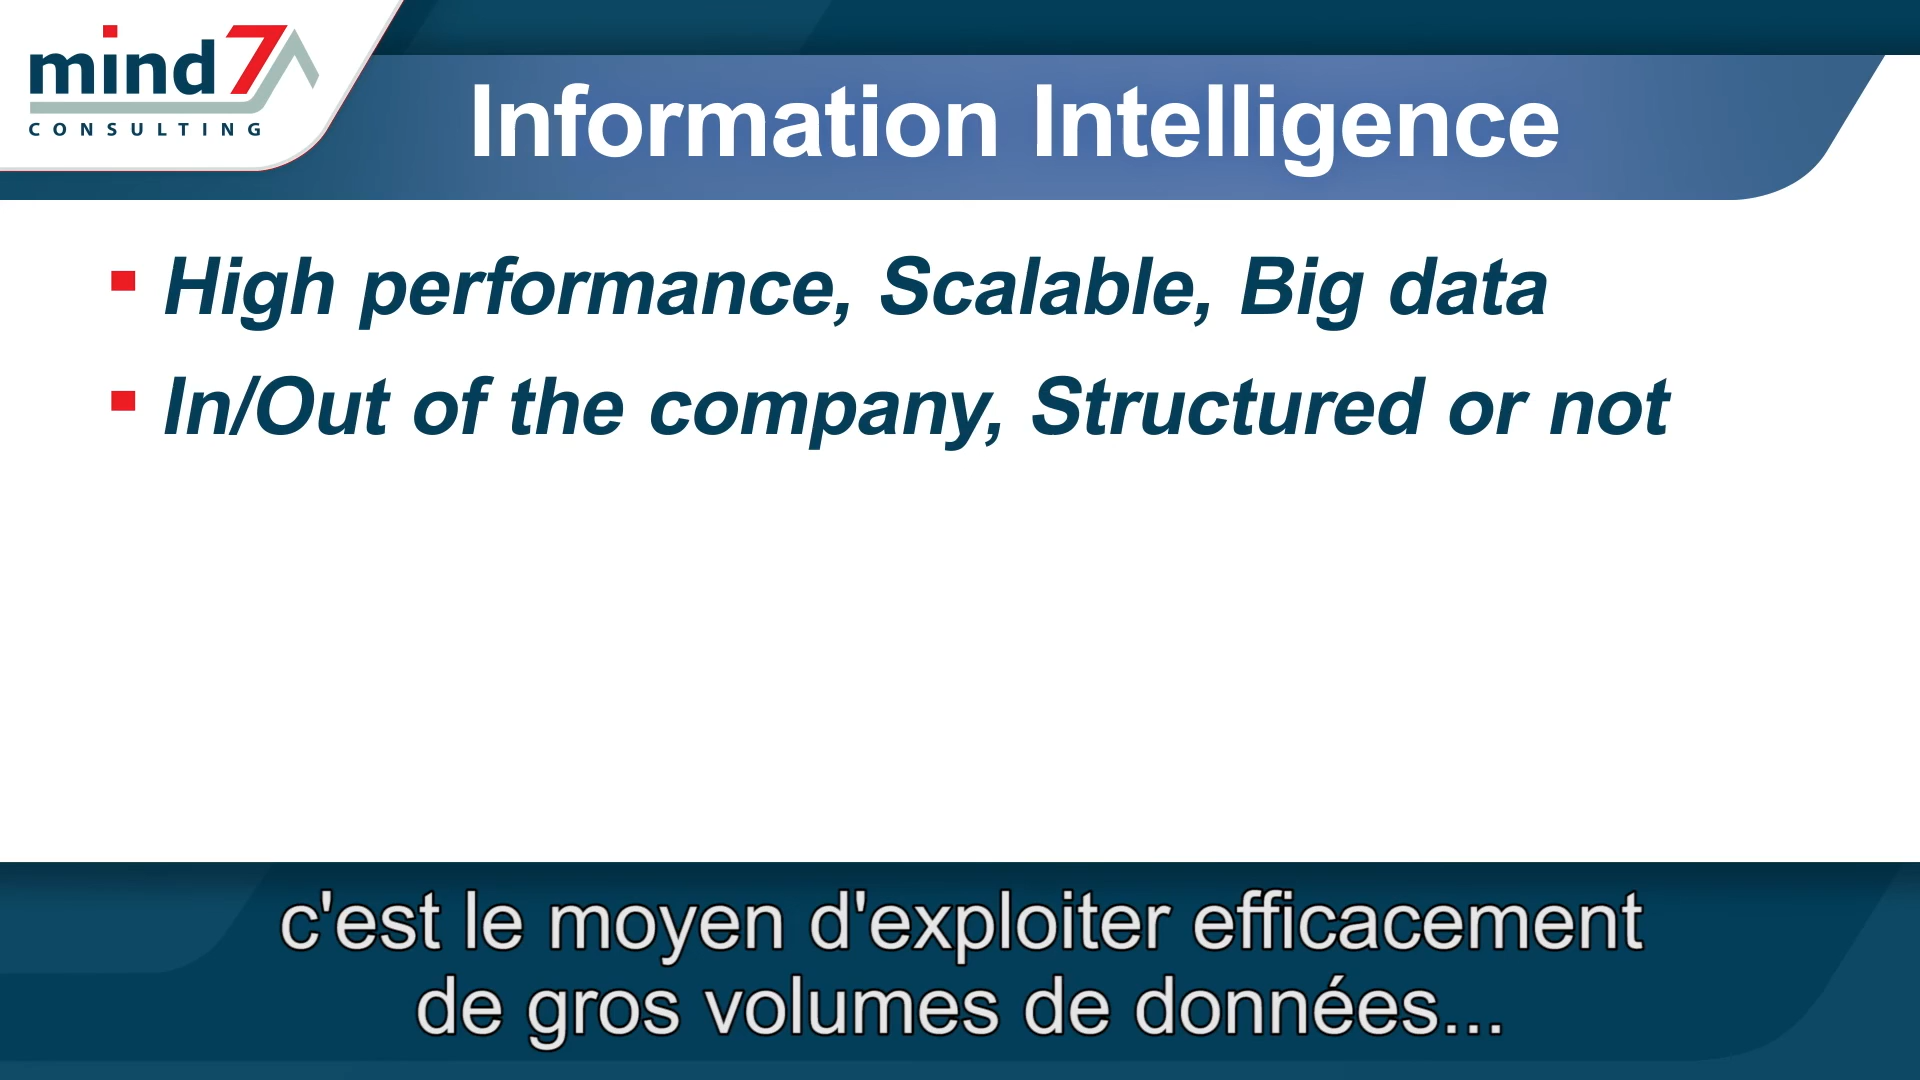 mind7
CONSULTING
Information Intelligence
High performance, Scalable, Big data
In/Out of the company, Structured or not
c'est le moyen d'exploiter efficacement
de gros volumes de données...